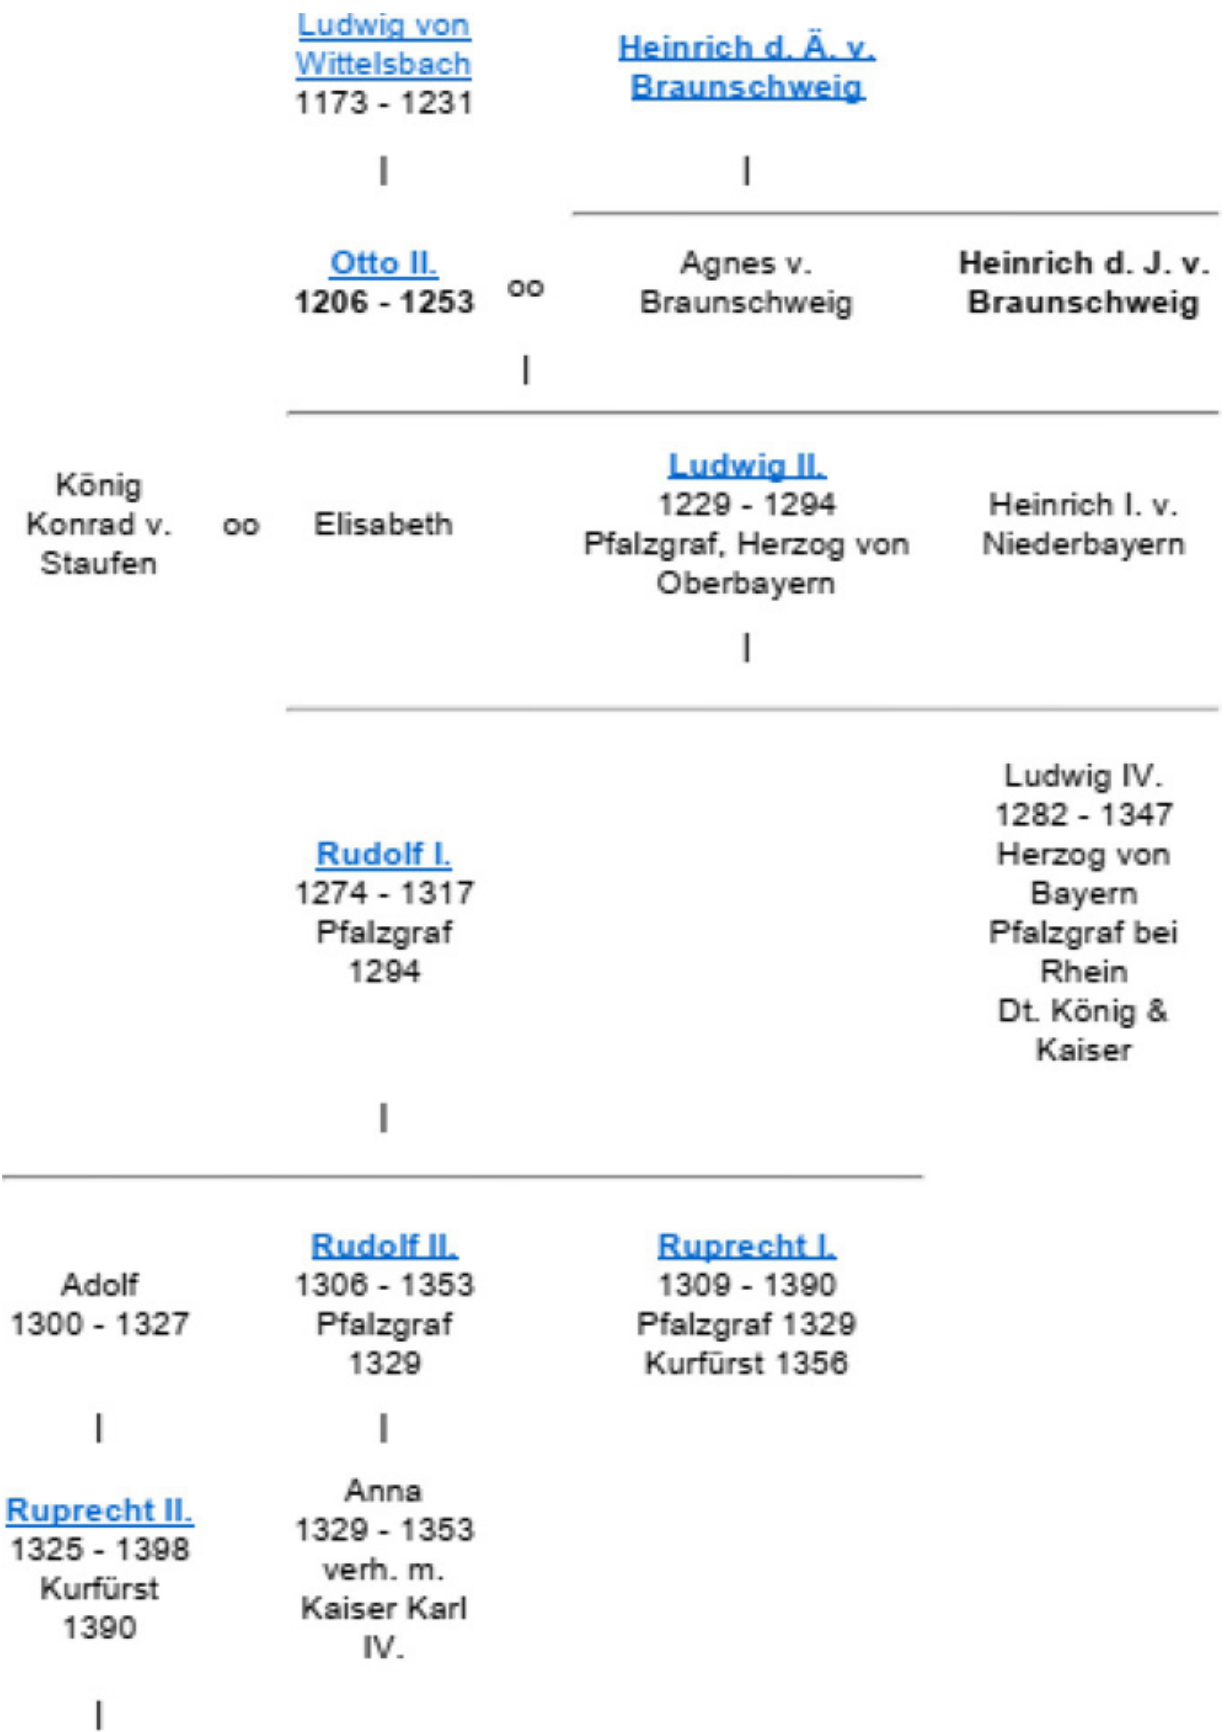 Ludwig von
Wittelsbach
1173 - 1231
Heinrich d. Ä. v.
Braunschweig
|
|
Otto II.
1206 - 1253
oo
Agnes v.
Braunschweig
Heinrich d. J. v.
Braunschweig
|
König
Konrad v.
Staufen
oo
Elisabeth
Ludwig II.
1229 - 1294
Pfalzgraf, Herzog von
Oberbayern
Heinrich I. v.
Niederbayern
|
Rudolf I.
1274 - 1317
Pfalzgraf
1294
Ludwig IV.
1282 - 1347
Herzog von
Bayern
Pfalzgraf bei
Rhein
Dt. König &
Kaiser
|
Adolf
1300 - 1327
Rudolf II.
1306 - 1353
Pfalzgraf
1329
Ruprecht I.
1309 - 1390
Pfalzgraf 1329
Kurfürst 1356
|
|
Ruprecht II.
1325 - 1398
Kurfürst
1390
Anna
1329 - 1353
verh. m.
Kaiser Karl
IV.
|